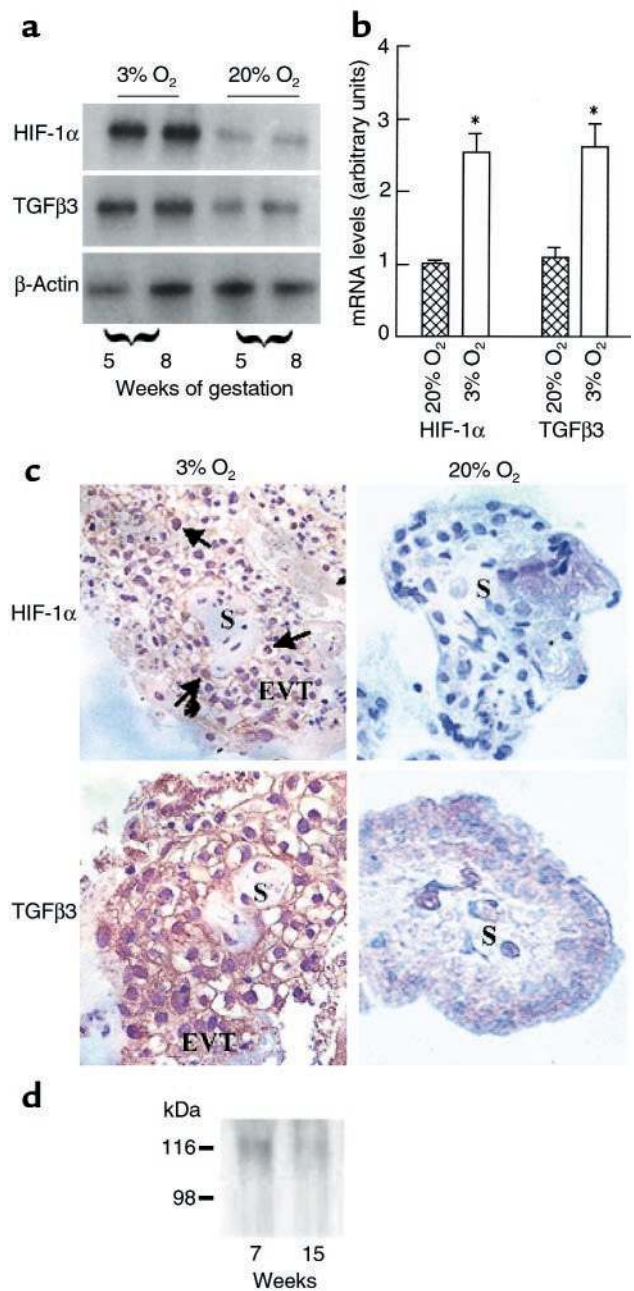 a
3% O₂ 20% O₂
HIF-1α
TGFβ3
β-Actin
5 8 5 8
Weeks of gestation
b
mRNA levels (arbitrary units)
4
3
2
1
0
* *
20% O₂ 3% O₂ 20% O₂ 3% O₂
HIF-1α TGFβ3
c
3% O₂ 20% O₂
HIF-1α
S
EVT
S
TGFβ3
S
EVT
S
d
kDa
116
98
7 15
Weeks